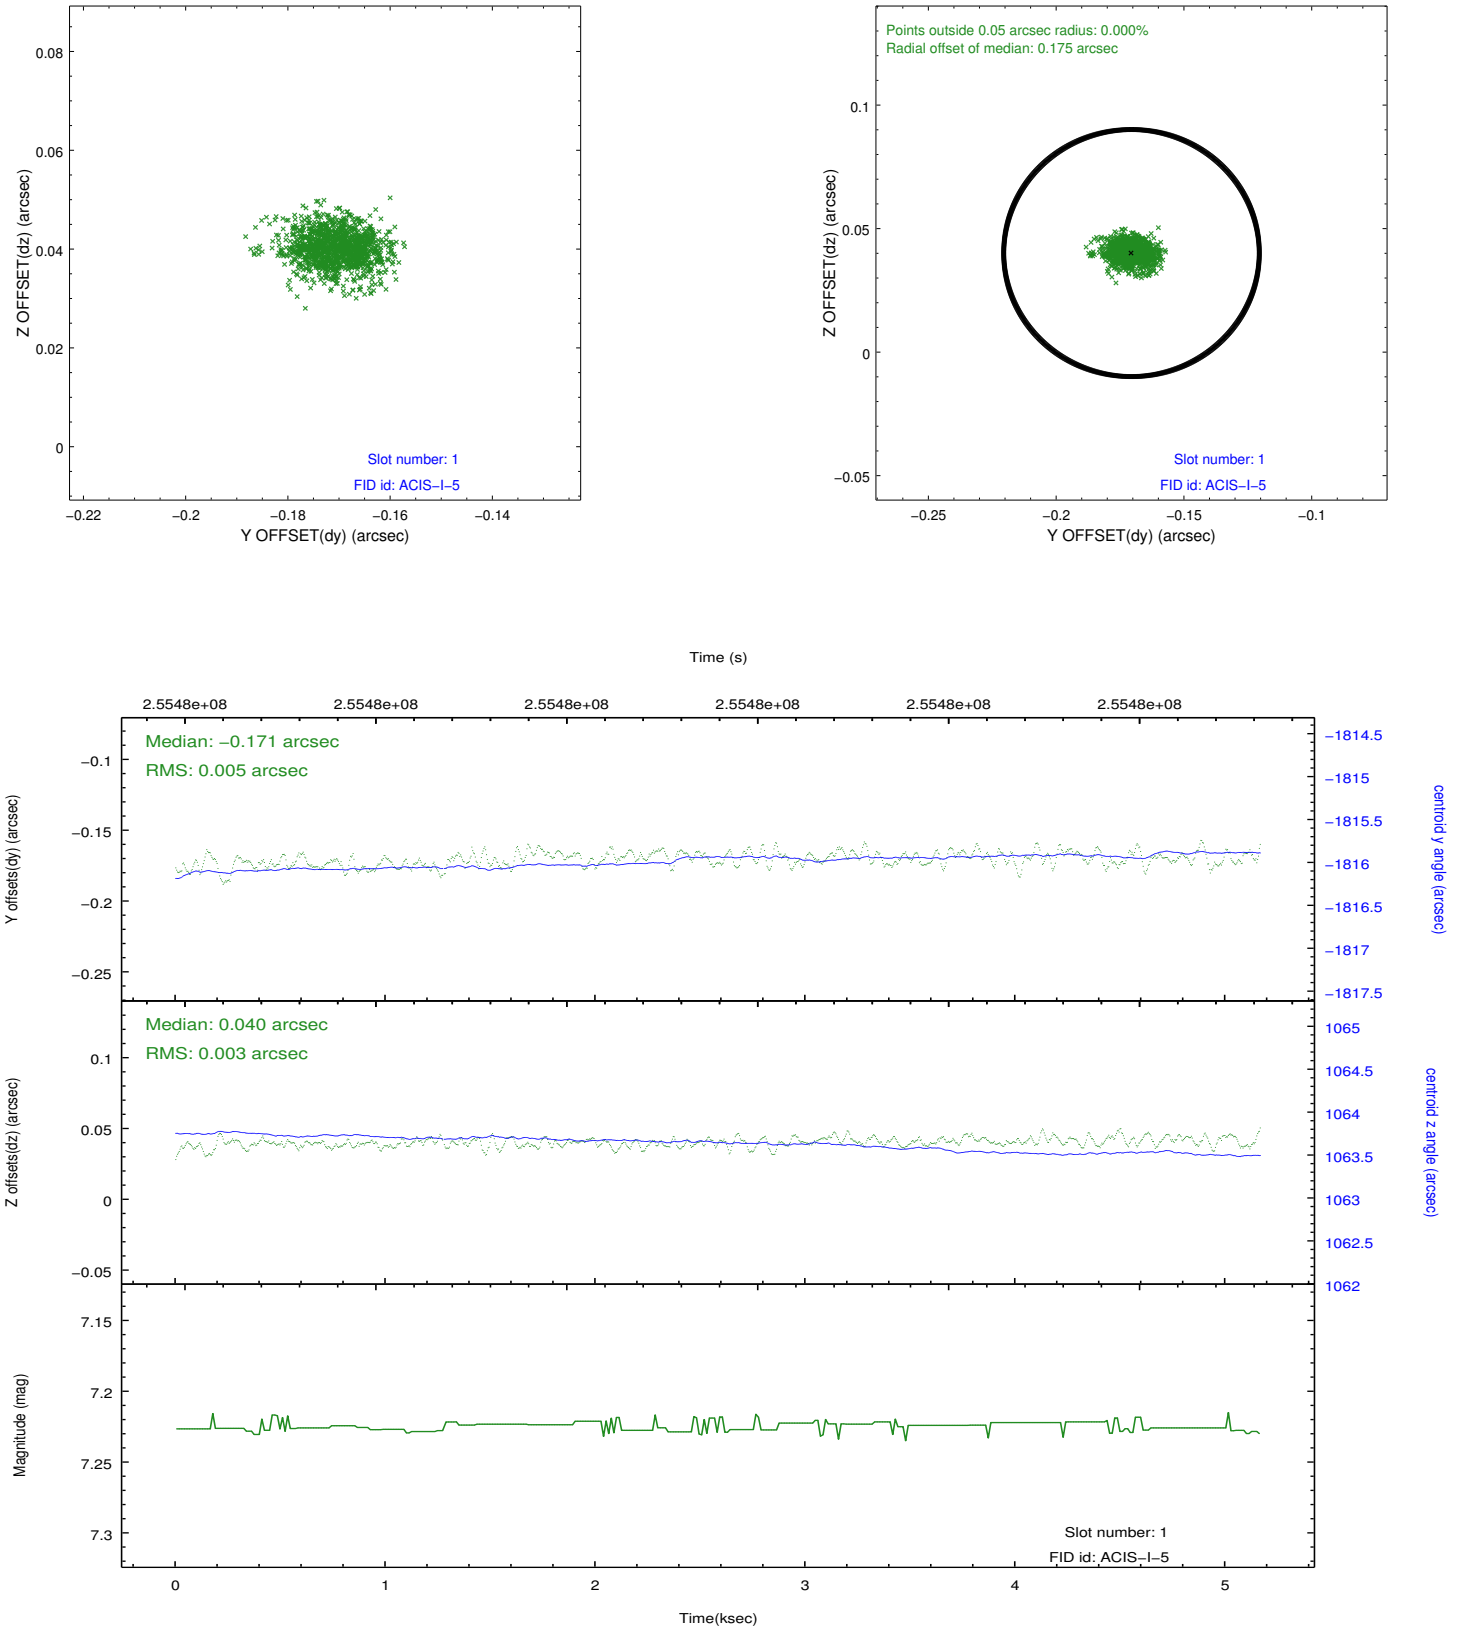 0.08
0.06
0.04
0.02
0
Z OFFSET(dz) (arcsec)
Slot number: 1
FID id: ACIS−I−5
−0.22
−0.2
−0.18
−0.16
−0.14
Y OFFSET(dy) (arcsec)
Points outside 0.05 arcsec radius: 0.000%
Radial offset of median: 0.175 arcsec
0.1
0.05
0
−0.05
Z OFFSET(dz) (arcsec)
Slot number: 1
FID id: ACIS−I−5
−0.25
−0.2
−0.15
−0.1
Y OFFSET(dy) (arcsec)
Time (s)
2.5548e+08
2.5548e+08
2.5548e+08
2.5548e+08
2.5548e+08
2.5548e+08
Median: −0.171 arcsec
RMS: 0.005 arcsec
−0.1
−0.15
−0.2
−0.25
Y offsets(dy) (arcsec)
−1814.5
−1815
−1815.5
−1816
−1816.5
−1817
−1817.5
centroid y angle (arcsec)
Median: 0.040 arcsec
RMS: 0.003 arcsec
0.1
0.05
0
−0.05
Z offsets(dz) (arcsec)
1065
1064.5
1064
1063.5
1063
1062.5
1062
centroid z angle (arcsec)
7.15
7.2
7.25
7.3
Magnitude (mag)
Slot number: 1
FID id: ACIS−I−5
0
1
2
3
4
5
Time(ksec)